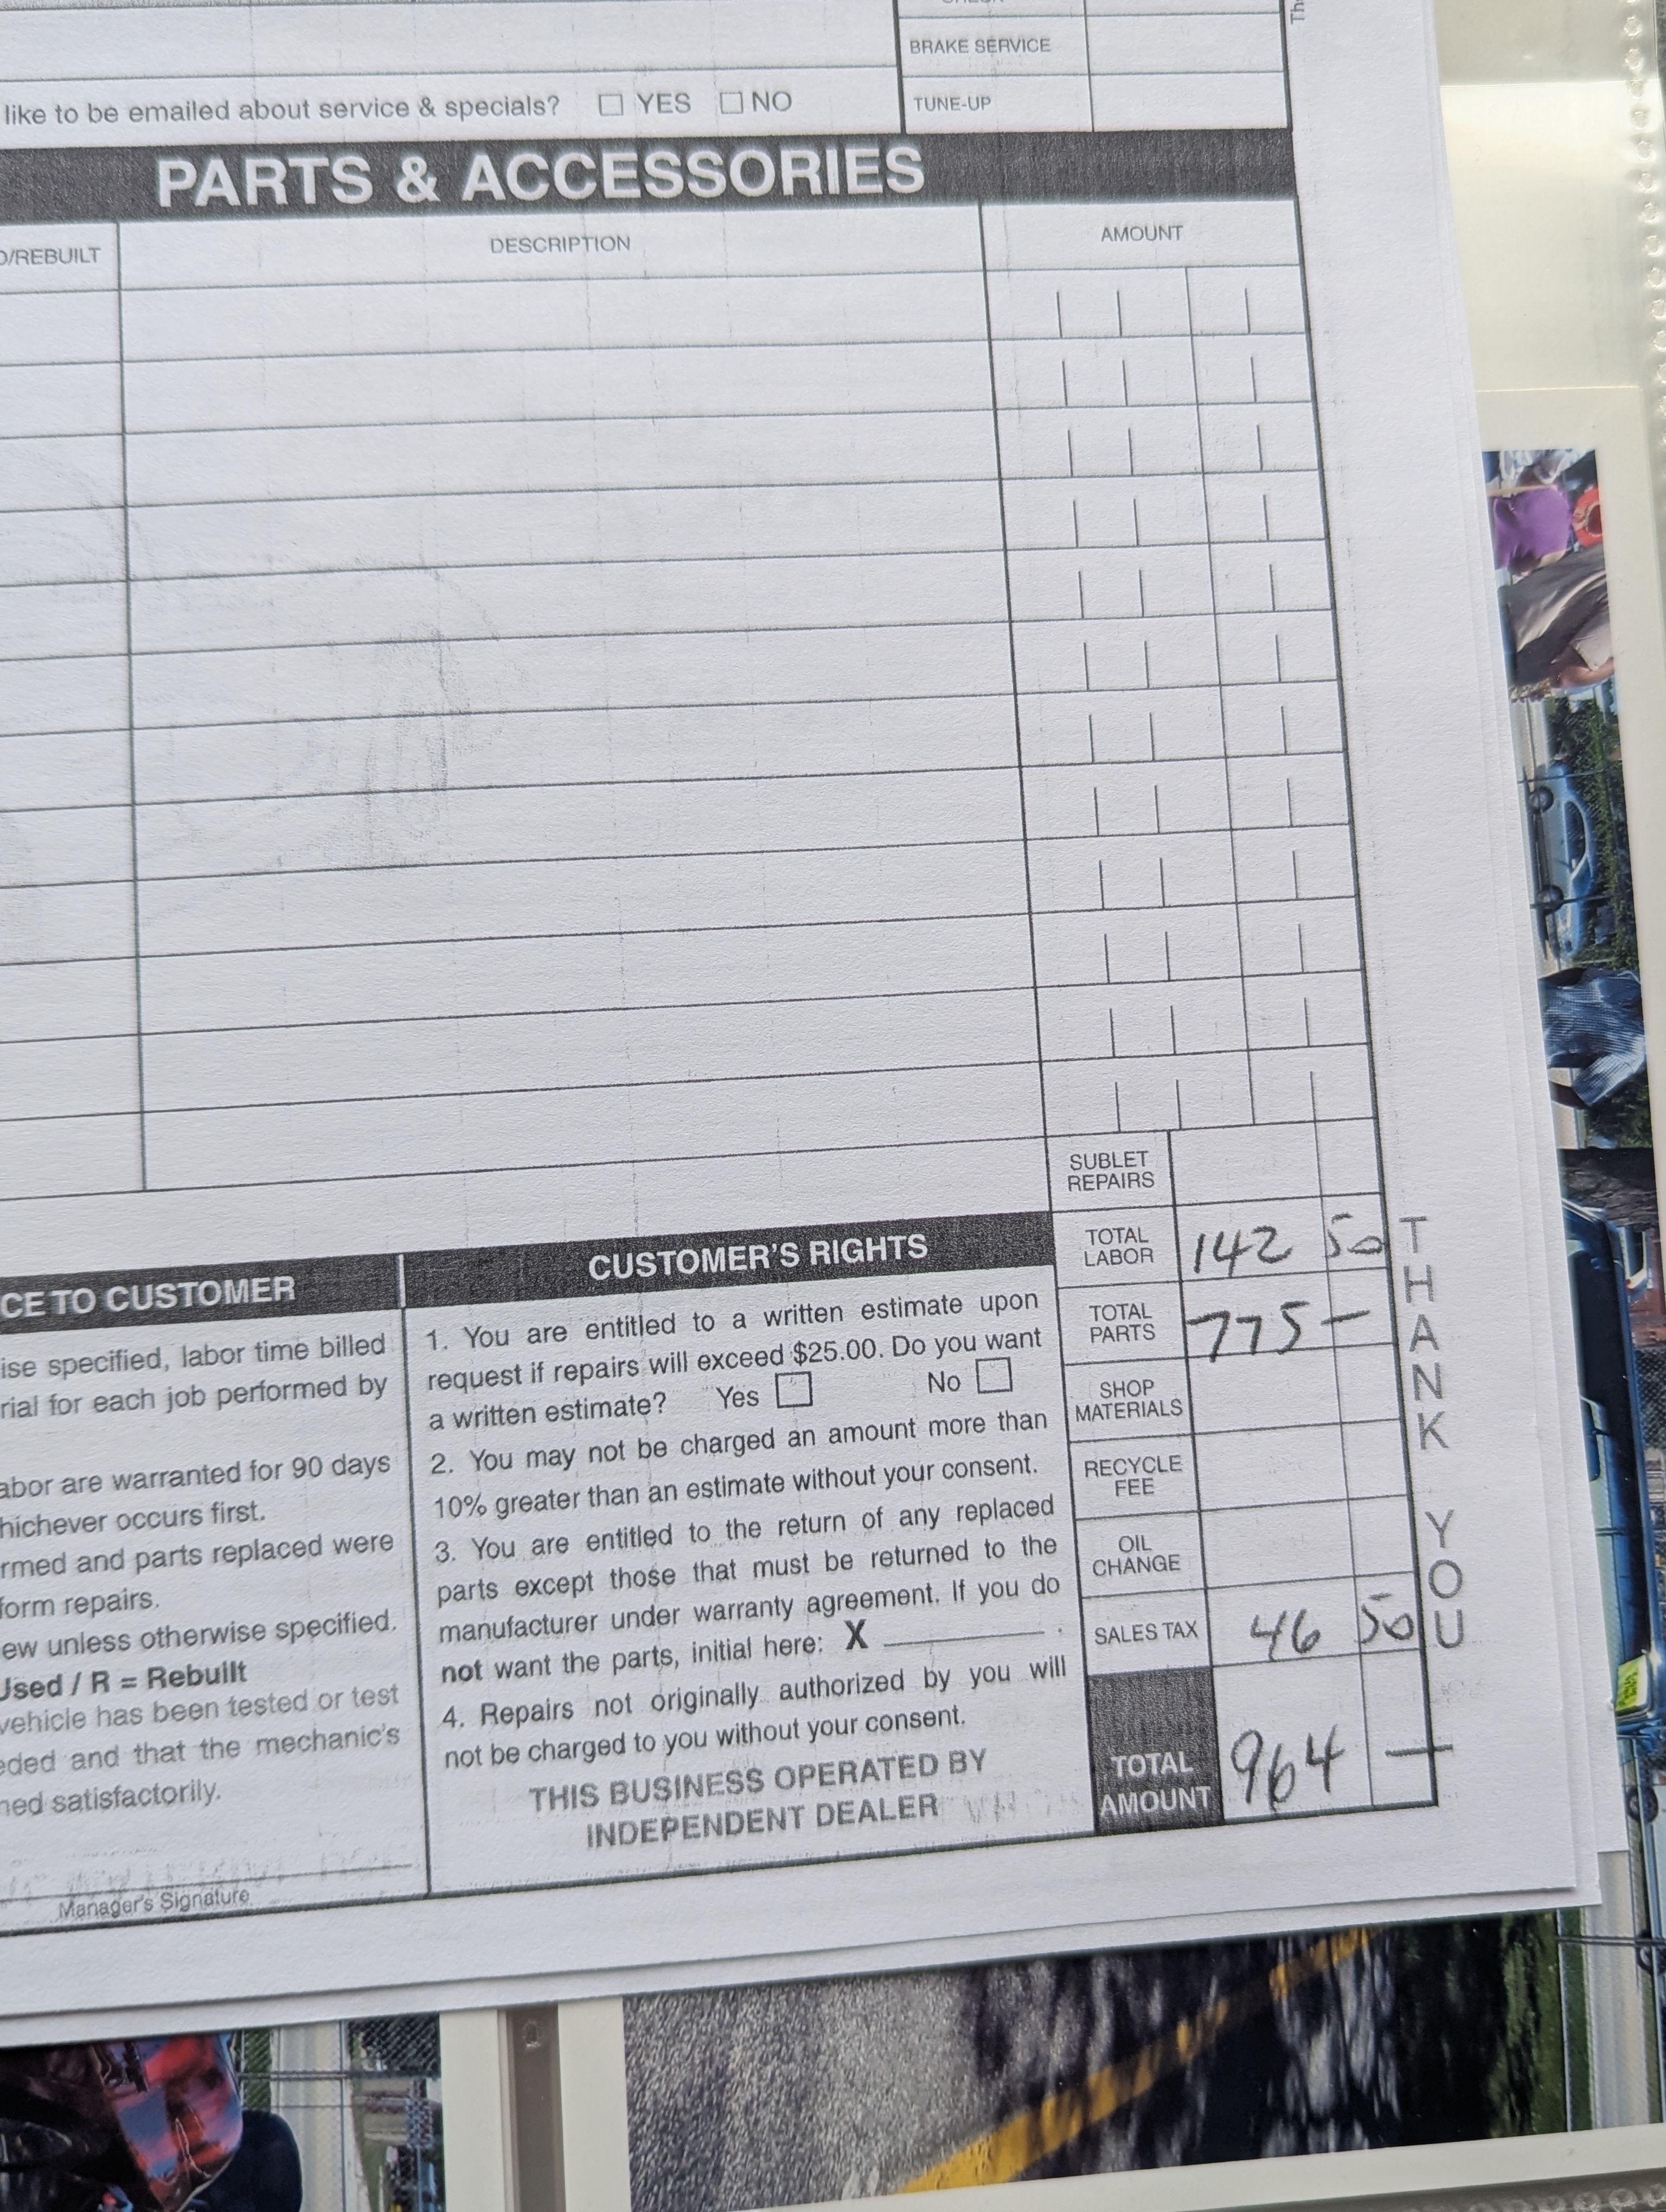 BRAKE SERVICE
like to be emailed about service & specials? YES NO
TUNE-UP
PARTS & ACCESSORIES
D/REBUILT
DESCRIPTION
AMOUNT
SUBLET
REPAIRS
TOTAL
LABOR
142 50
TOTAL
PARTS
775 —
SHOP
MATERIALS
RECYCLE
FEE
OIL
CHANGE
SALES TAX
46 50
TOTAL
AMOUNT
964 —
THANK YOU
CE TO CUSTOMER
ise specified, labor time billed
rial for each job performed by
abor are warranted for 90 days
hichever occurs first.
rmed and parts replaced were
form repairs.
ew unless otherwise specified.
Used / R = Rebuilt
vehicle has been tested or test
eded and that the mechanic's
ned satisfactorily.
Manager's Signature
CUSTOMER'S RIGHTS
1. You are entitled to a written estimate upon
request if repairs will exceed $25.00. Do you want
a written estimate? Yes No
2. You may not be charged an amount more than
10% greater than an estimate without your consent.
3. You are entitled to the return of any replaced
parts except those that must be returned to the
manufacturer under warranty agreement. If you do
not want the parts, initial here: X
4. Repairs not originally authorized by you will
not be charged to you without your consent.
THIS BUSINESS OPERATED BY
INDEPENDENT DEALER